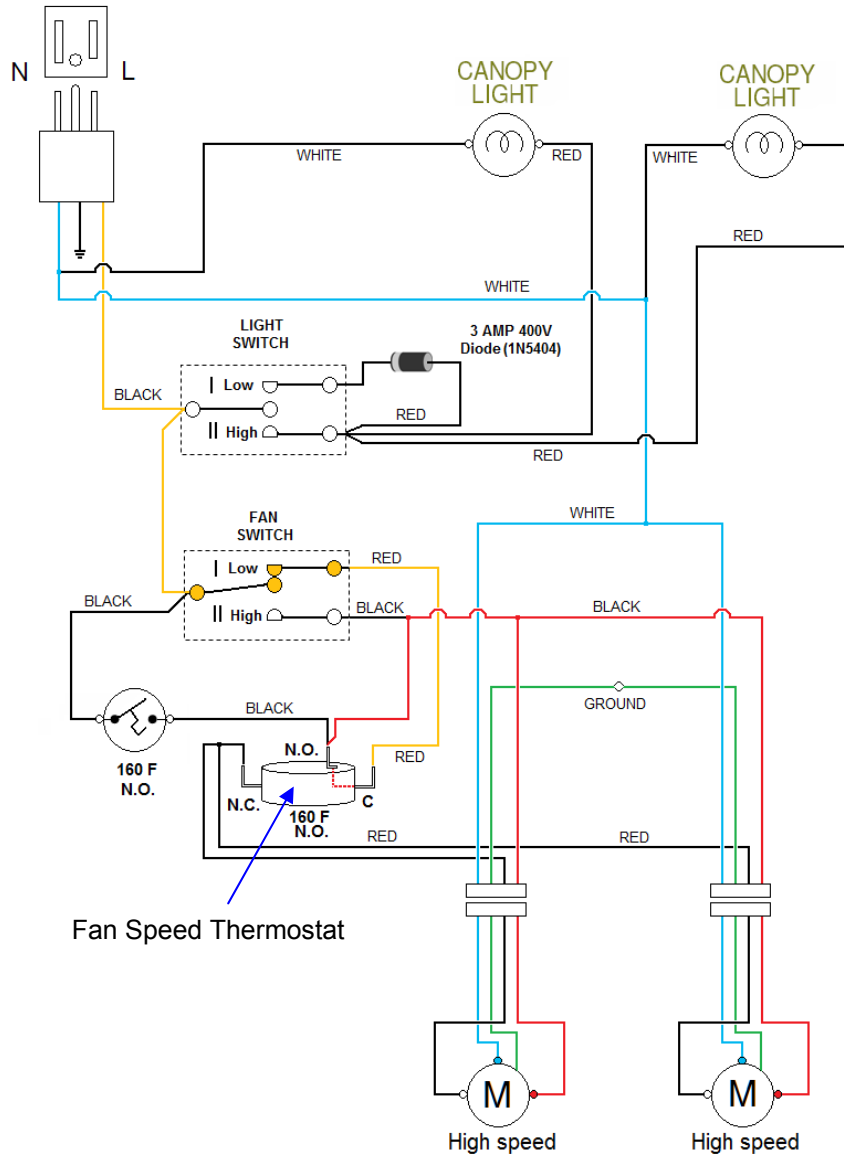 N
L
CANOPY
LIGHT
CANOPY
LIGHT
WHITE
RED
WHITE
RED
WHITE
LIGHT
SWITCH
3 AMP 400V
Diode (1N5404)
I Low
BLACK
RED
II High
RED
WHITE
FAN
SWITCH
RED
I Low
BLACK
BLACK
BLACK
II High
GROUND
BLACK
N.O.
RED
160 F
N.O.
N.C.
C
160 F
N.O.
RED
RED
Fan Speed Thermostat
M
M
High speed
High speed